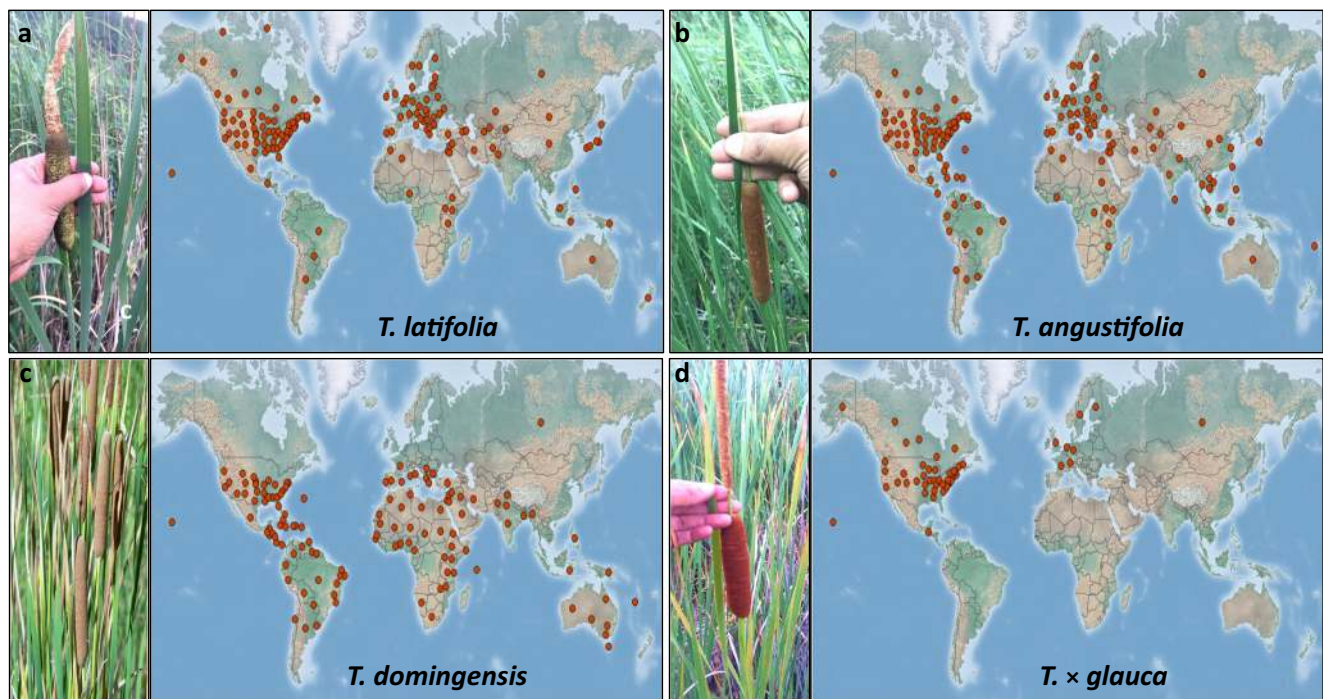 a
c
T. latifolia
b
T. angustifolia
c
T. domingensis
d
T. × glauca